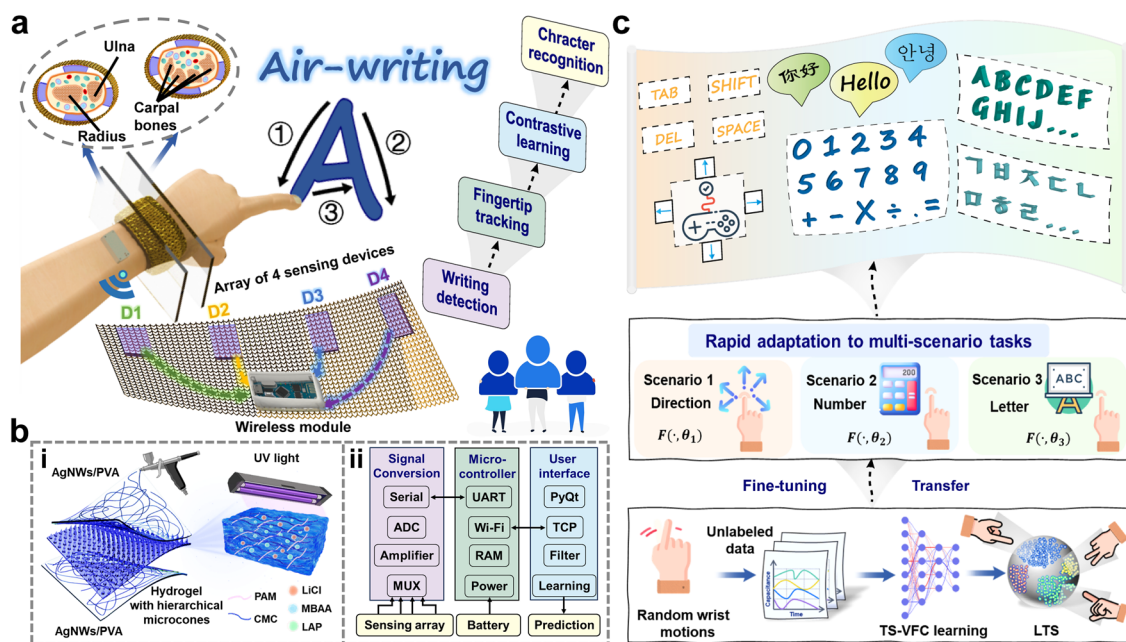 a
Ulna
Carpal
bones
Radius
Air-writing
①
②
③
Chracter
recognition
Contrastive
learning
Fingertip
tracking
Writing
detection
Array of 4 sensing devices
D1
D2
D3
D4
Wireless module
b
i
AgNWs/PVA
UV light
Hydrogel
with hierarchical
microcones
AgNWs/PVA
PAM
CMC
LiCl
MBAA
LAP
ii
Signal
Conversion
Serial
ADC
Amplifier
MUX
Sensing array
Micro-
controller
UART
Wi-Fi
RAM
Power
Battery
User
interface
PyQt
TCP
Filter
Learning
Prediction
c
TAB
SHIFT
DEL
SPACE
你好
Hello
안녕
0 1 2 3 4
5 6 7 8 9
+ - X ÷ . =
A B C D E F
G H I J ...
ㄱ ㅂ ㅈ ㄷ ㄴ
ㅁ ㅎ ㄹ ...
Rapid adaptation to multi-scenario tasks
Scenario 1
Direction
F(·,θ₁)
Scenario 2
Number
200
F(·,θ₂)
Scenario 3
Letter
ABC
F(·,θ₃)
Fine-tuning
Transfer
Unlabeled
data
Random wrist
motions
Capacitance
Time
TS-VFC learning
LTS